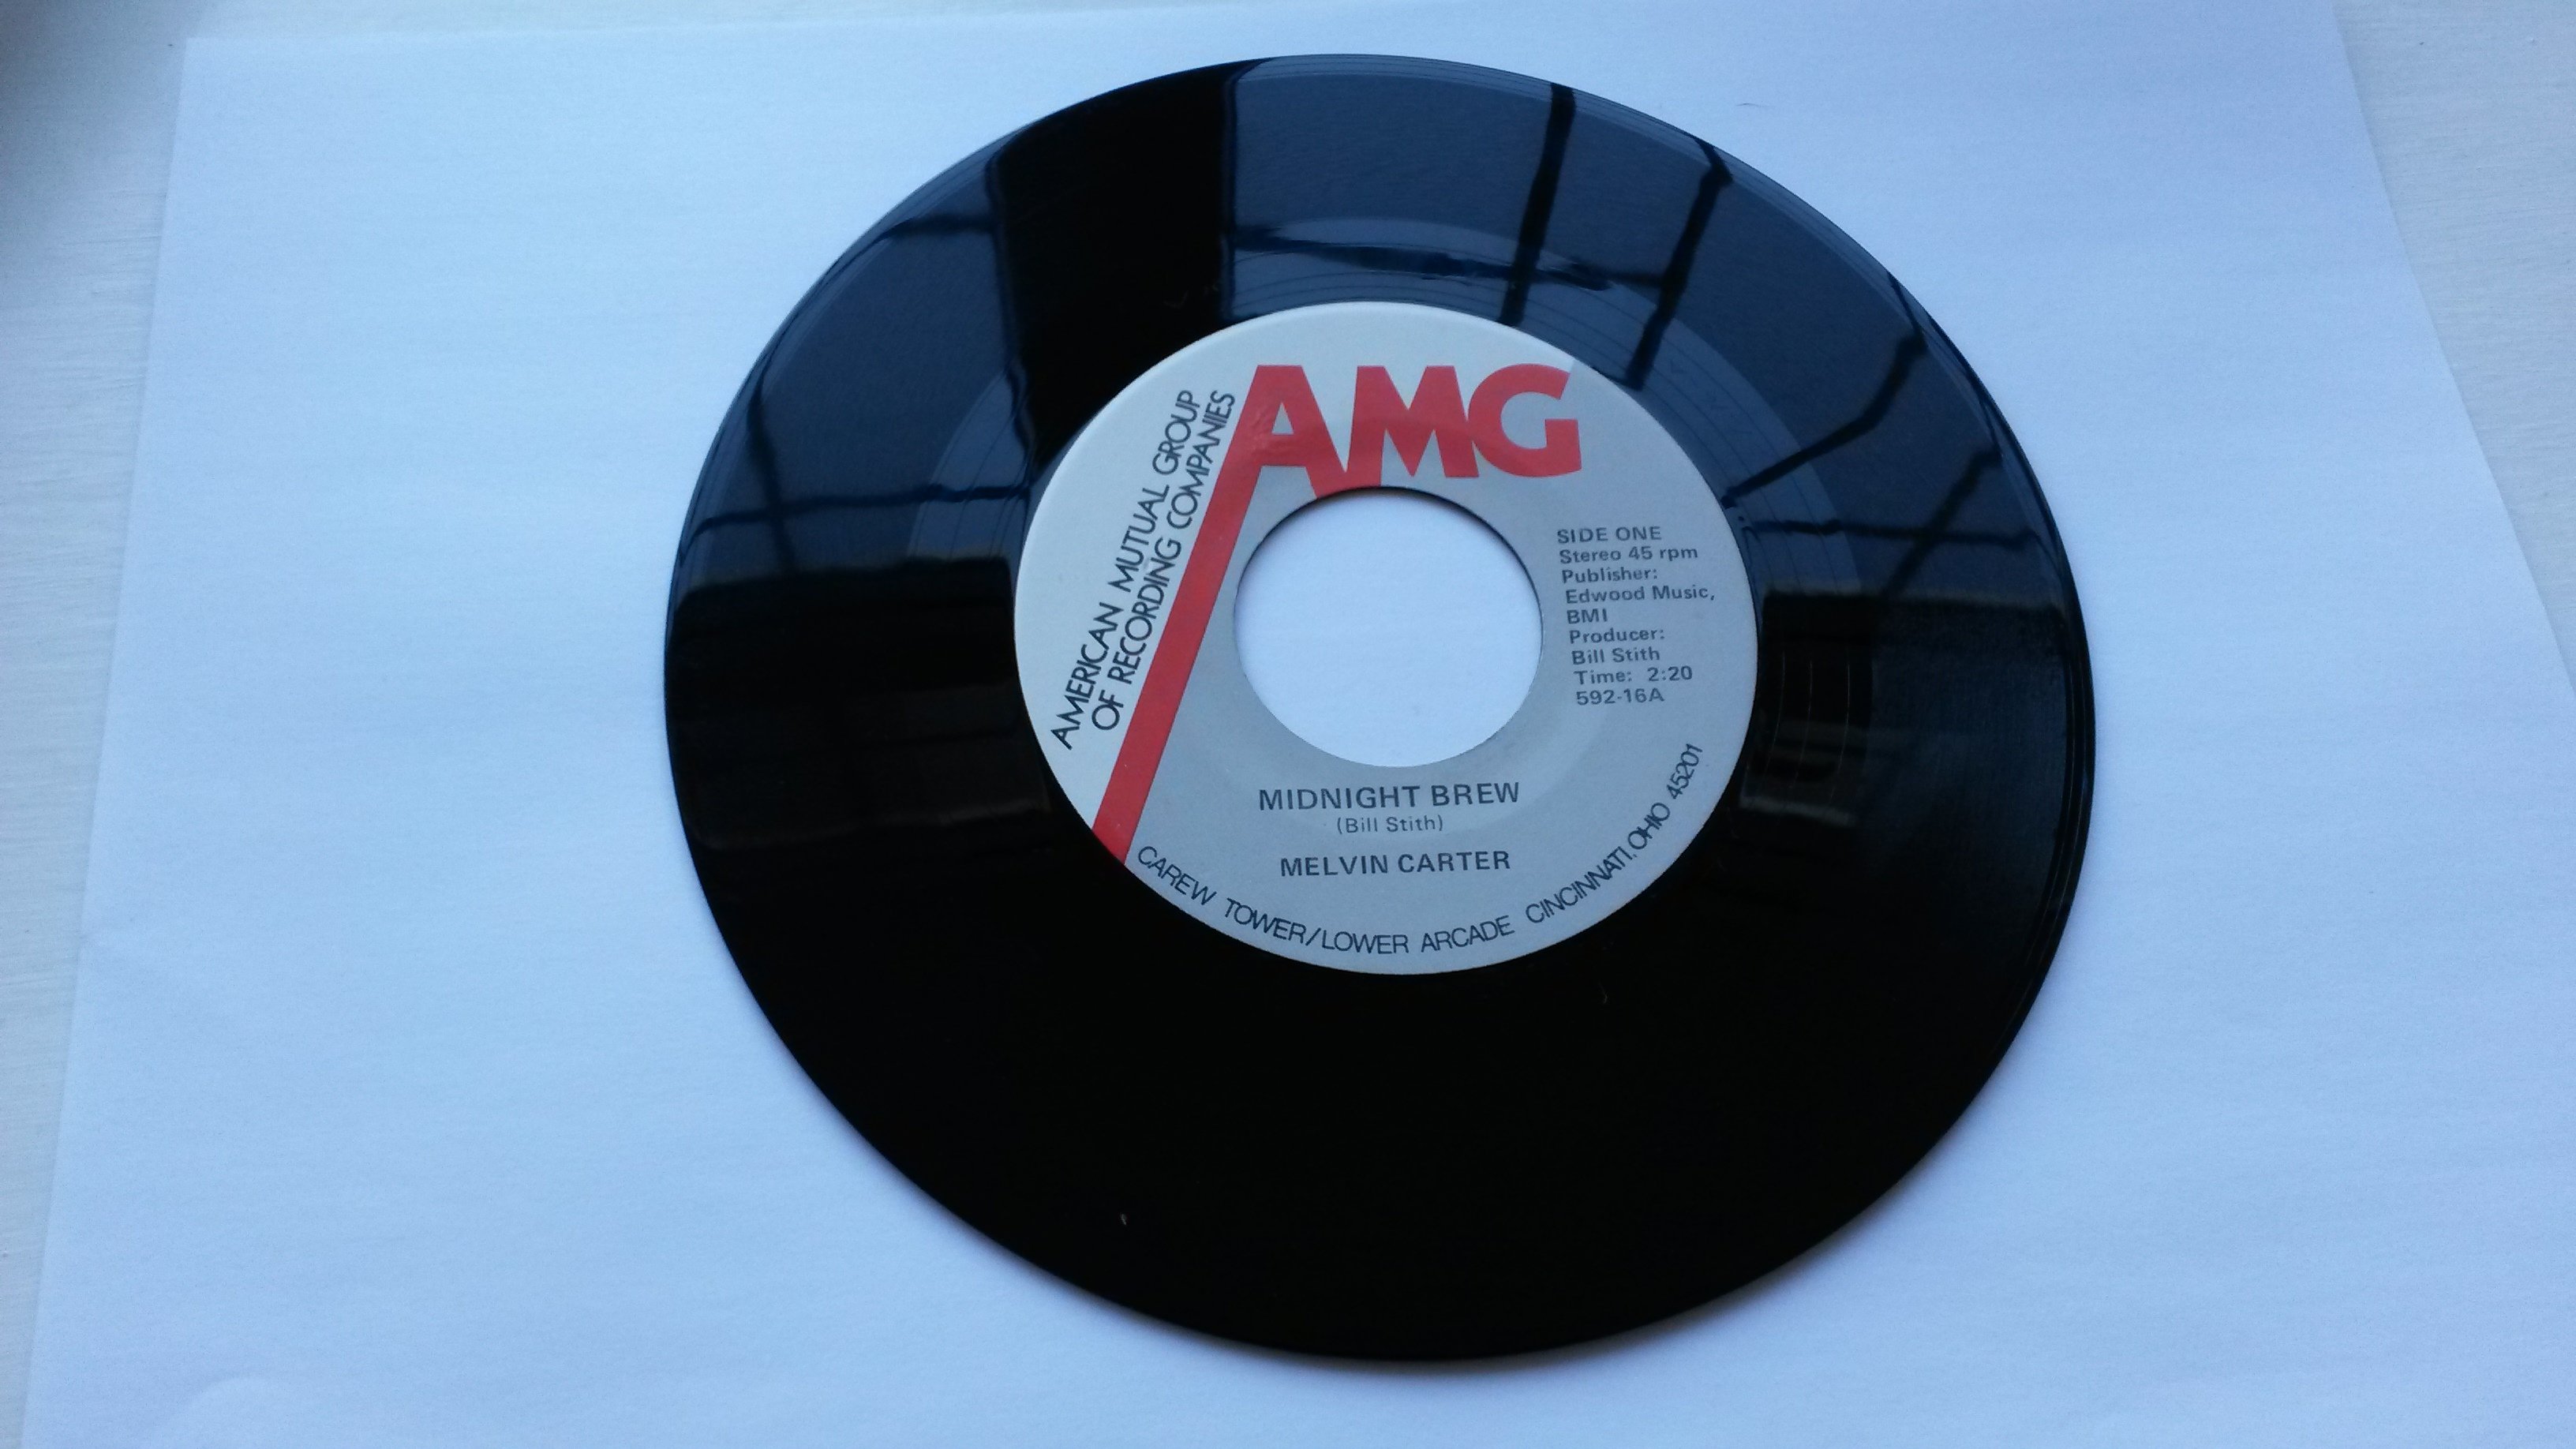 AMG
AMERICAN MUTUAL GROUP
OF RECORDING COMPANIES
SIDE ONE
Stereo 45 rpm
Publisher:
Edwood Music,
BMI
Producer:
Bill Stith
Time: 2:20
592-16A
MIDNIGHT BREW
(Bill Stith)
MELVIN CARTER
CAREW TOWER/LOWER ARCADE CINCINNATI, OHIO 45201